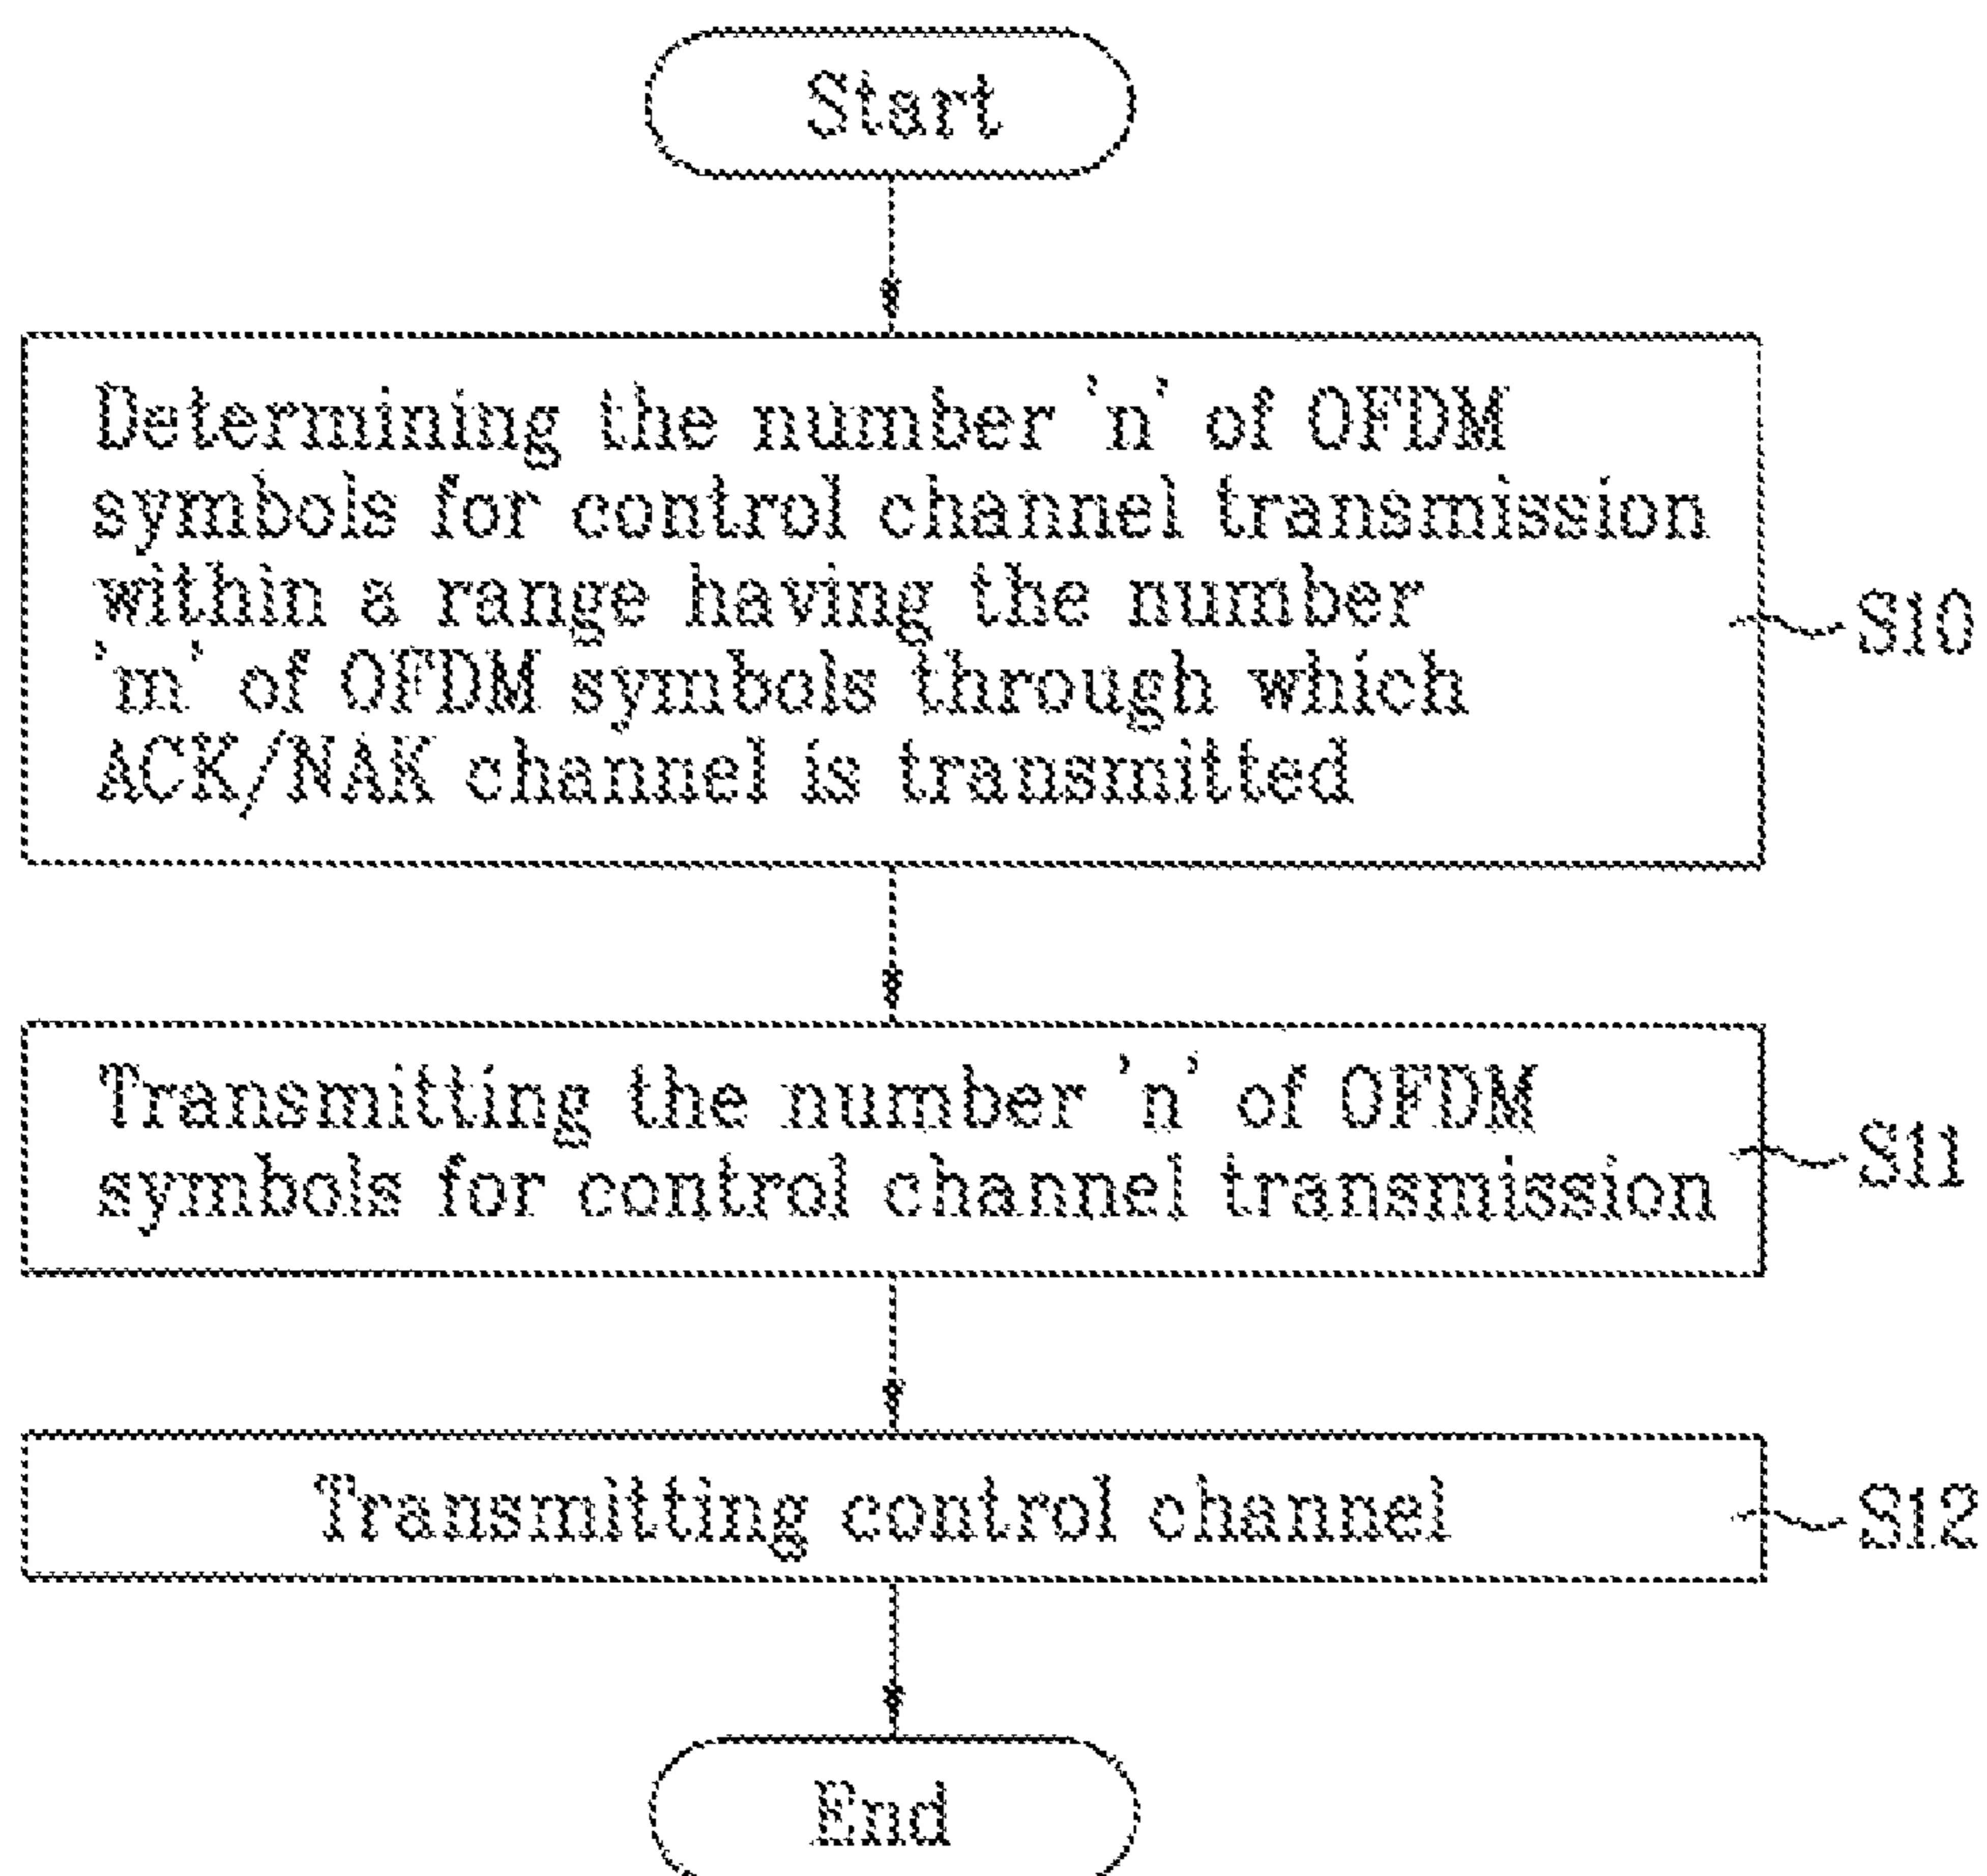 Start
Determining the number 'n' of OFDM
symbols for control channel transmission
within a range having the number
'm' of OFDM symbols through which
ACK/NAK channel is transmitted
S10
Transmitting the number 'n' of OFDM
symbols for control channel transmission
S11
Transmitting control channel
S12
End